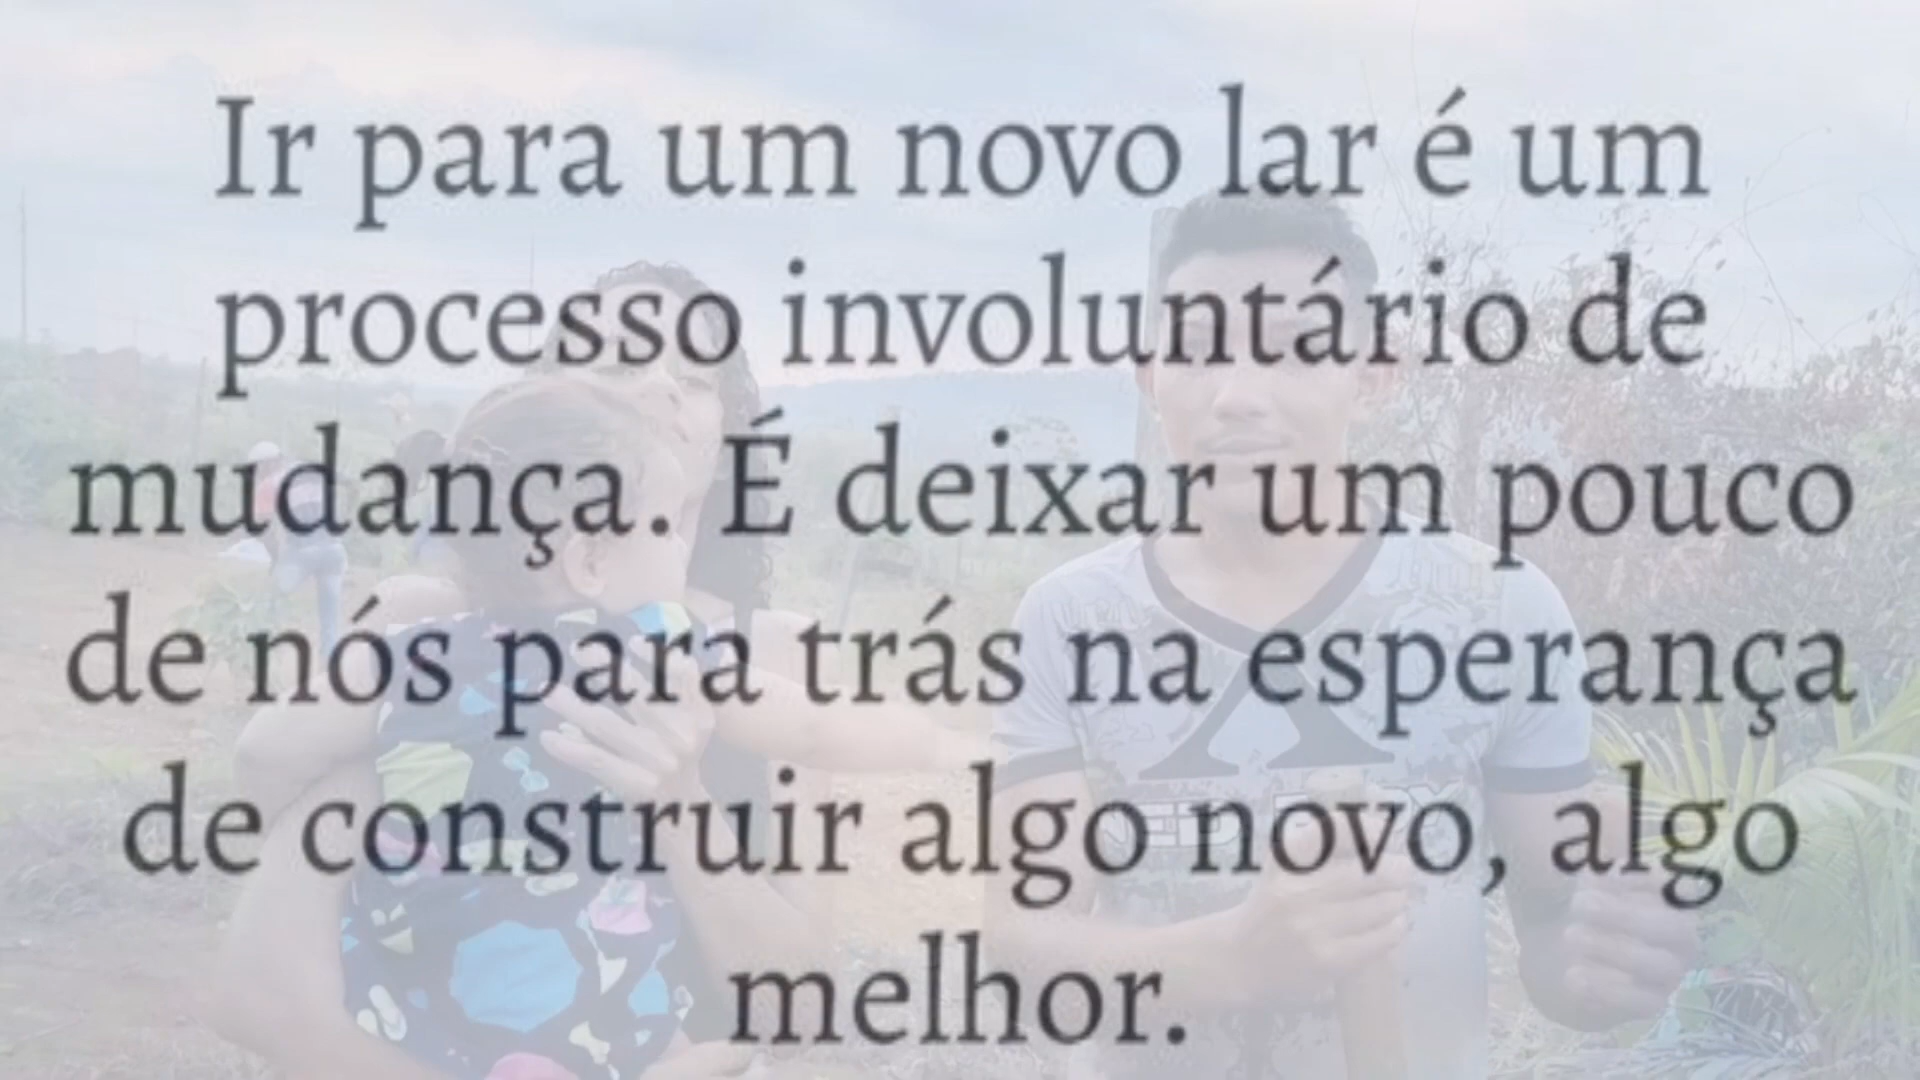 Ir para um novo lar é um
processo involuntário de
mudança. É deixar um pouco
de nós para trás na esperança
de construir algo novo, algo
melhor.